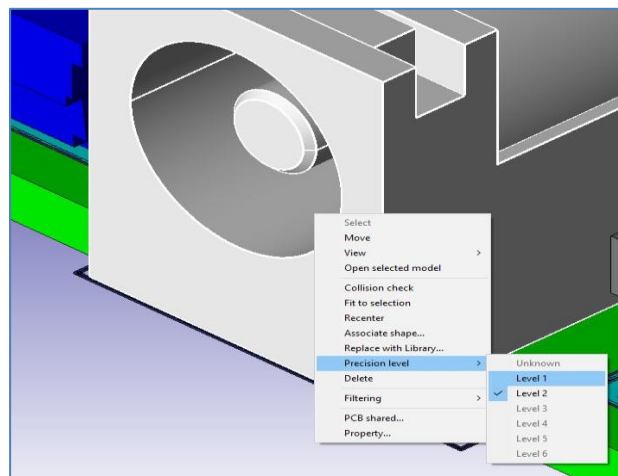 Select
Move
View
Open selected model
Collision check
Fit to selection
Recenter
Associate shape...
Replace with Library...
Precision level
Delete
Filtering
PCB shared...
Property...
Unknown
Level 1
Level 2
Level 3
Level 4
Level 5
Level 6